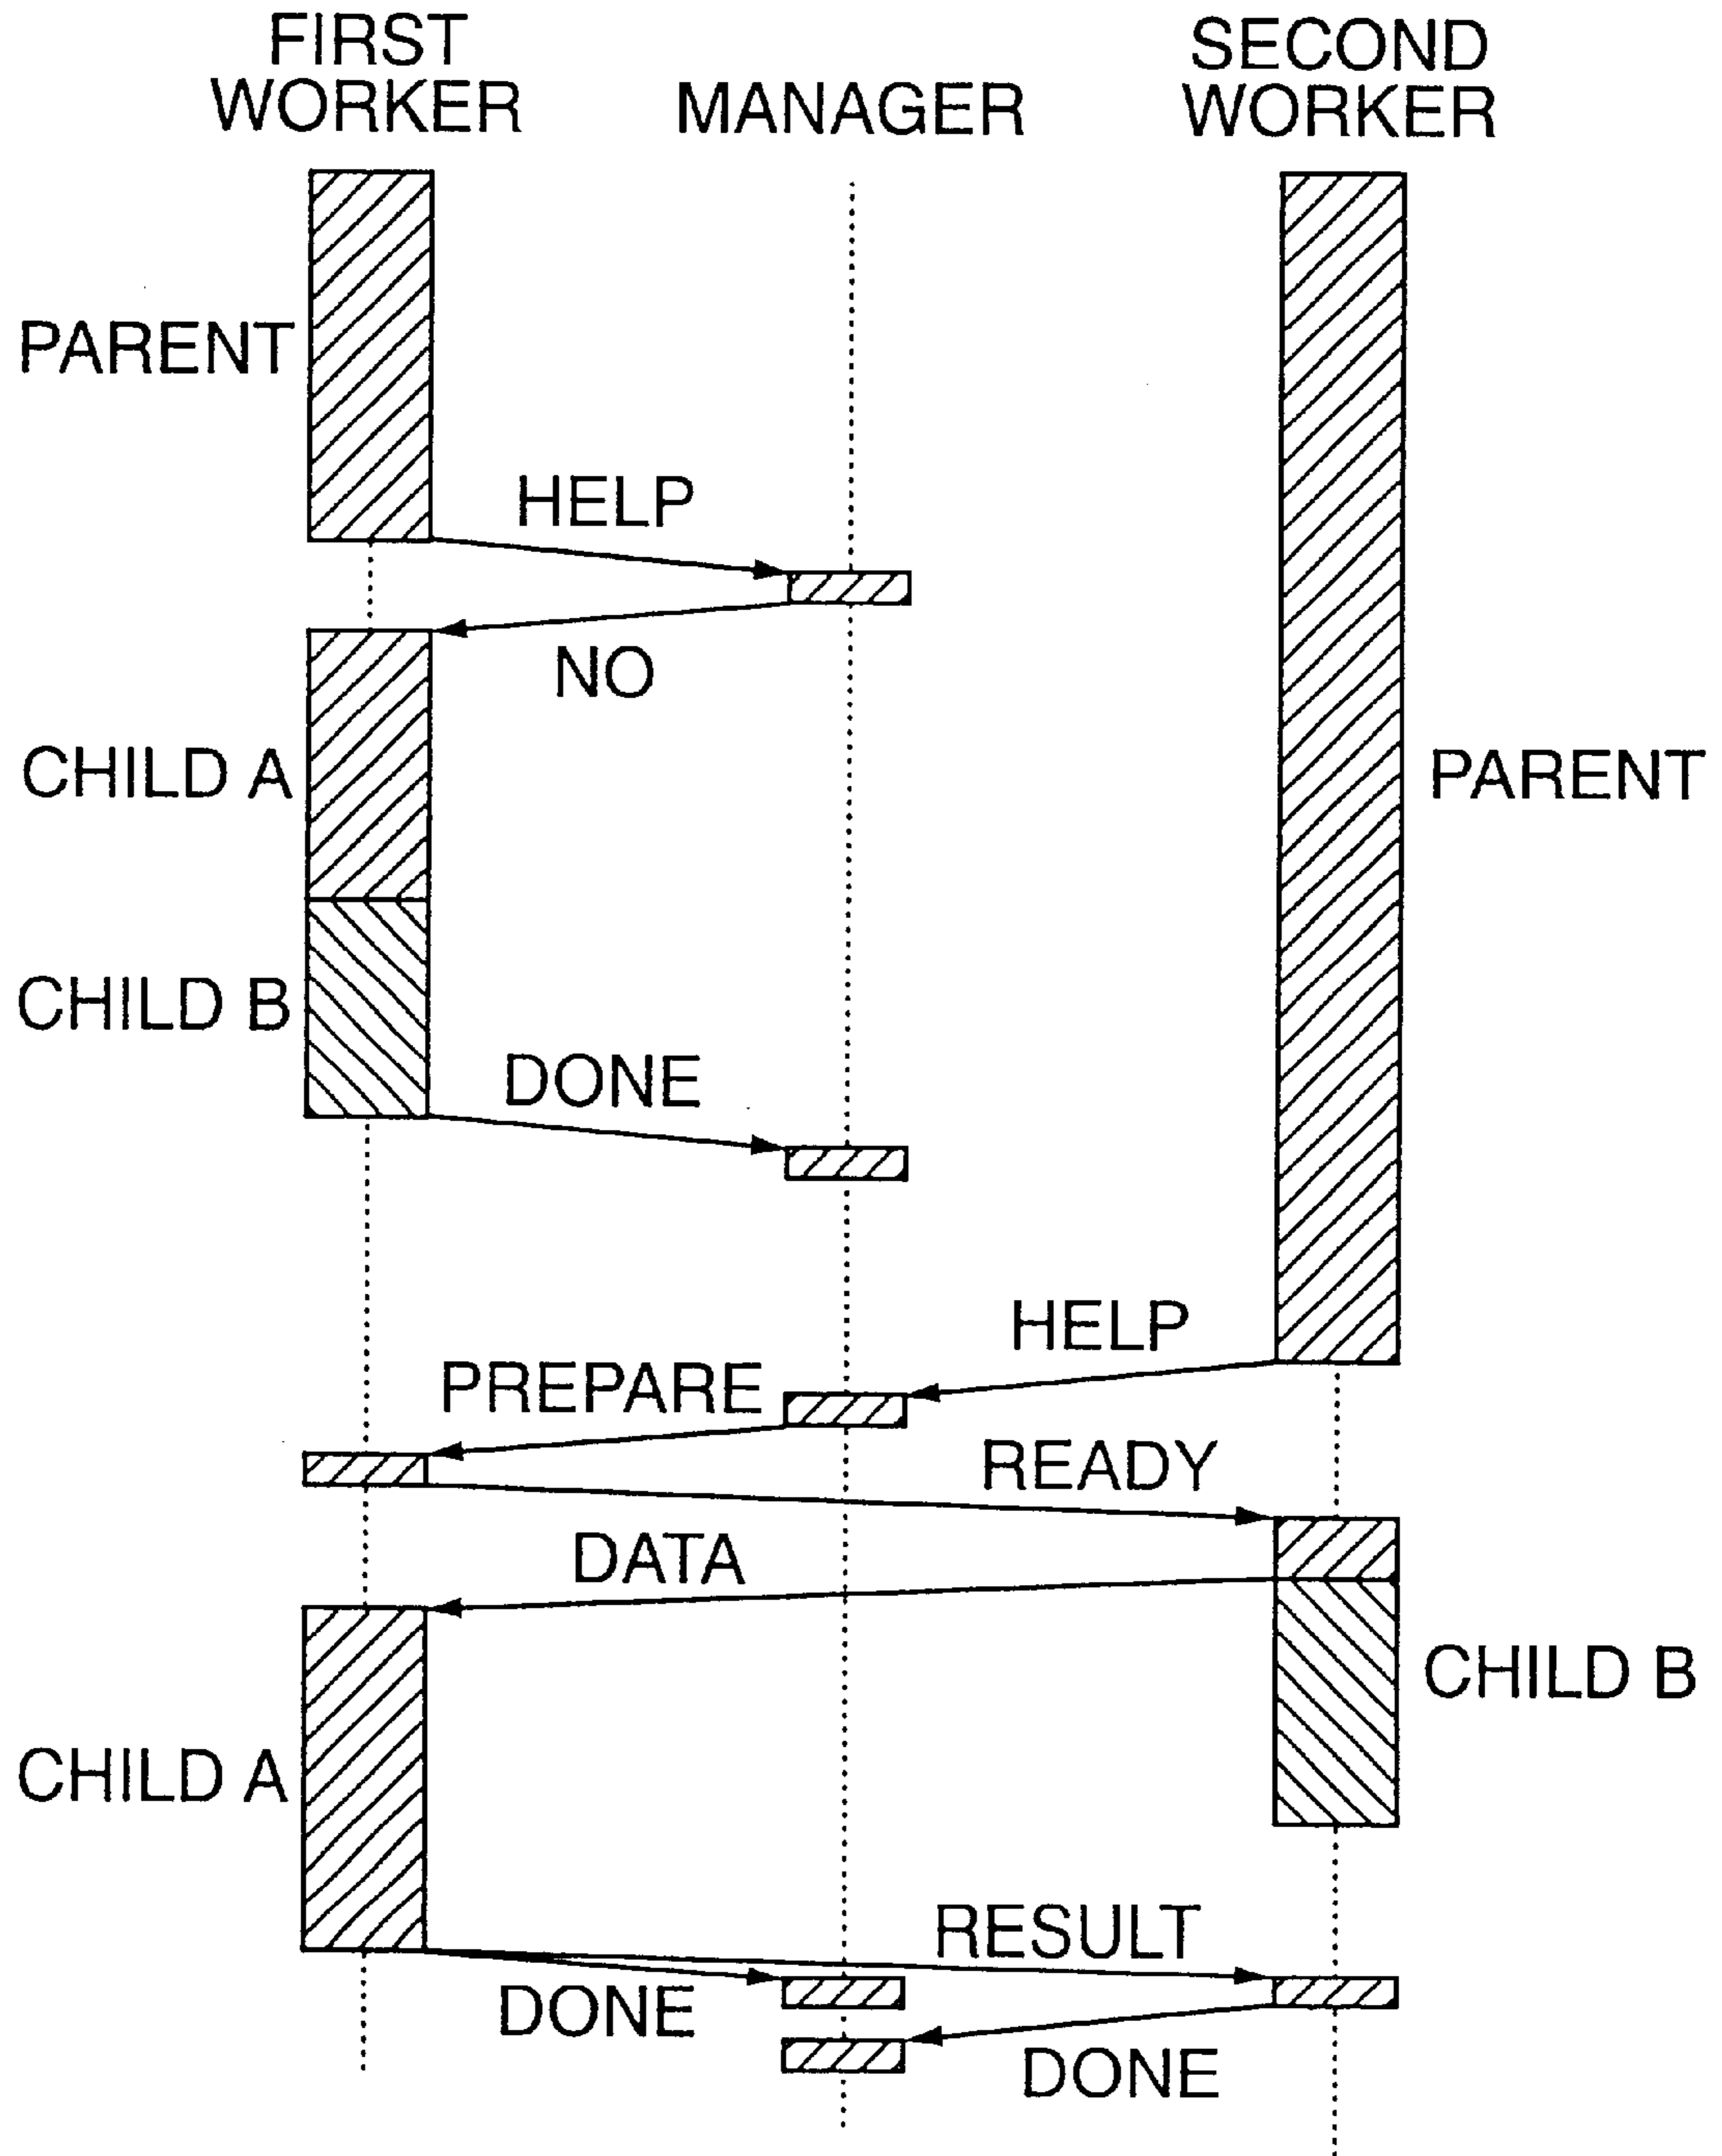 FIRST
WORKER
MANAGER
SECOND
WORKER
PARENT
HELP
NO
CHILD A
PARENT
CHILD B
DONE
HELP
PREPARE
READY
DATA
CHILD B
CHILD A
RESULT
DONE
DONE